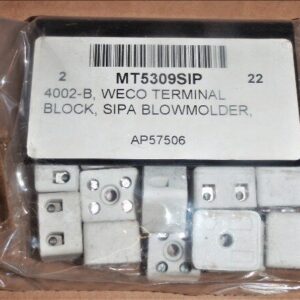 2 MT5309SIP 22
4002-B, WECO TERMINAL
BLOCK, SIPA BLOWMOLDER,
AP57506